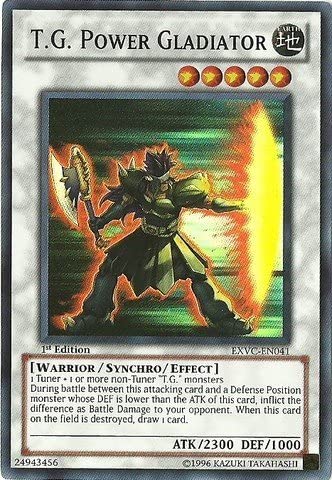 T.G. POWER GLADIATOR
EARTH
地
1st Edition
EXVC-EN041
[WARRIOR / SYNCHRO/EFFECT]
1 Tuner + 1 or more non-Tuner "T.G." monsters
During battle between this attacking card and a Defense Position
monster whose DEF is lower than the ATK of this card, inflict the
difference as Battle Damage to your opponent. When this card
on the field is destroyed, draw 1 card.
ATK/2300 DEF/1000
24943456
©1996 KAZUKI TAKAHASHI